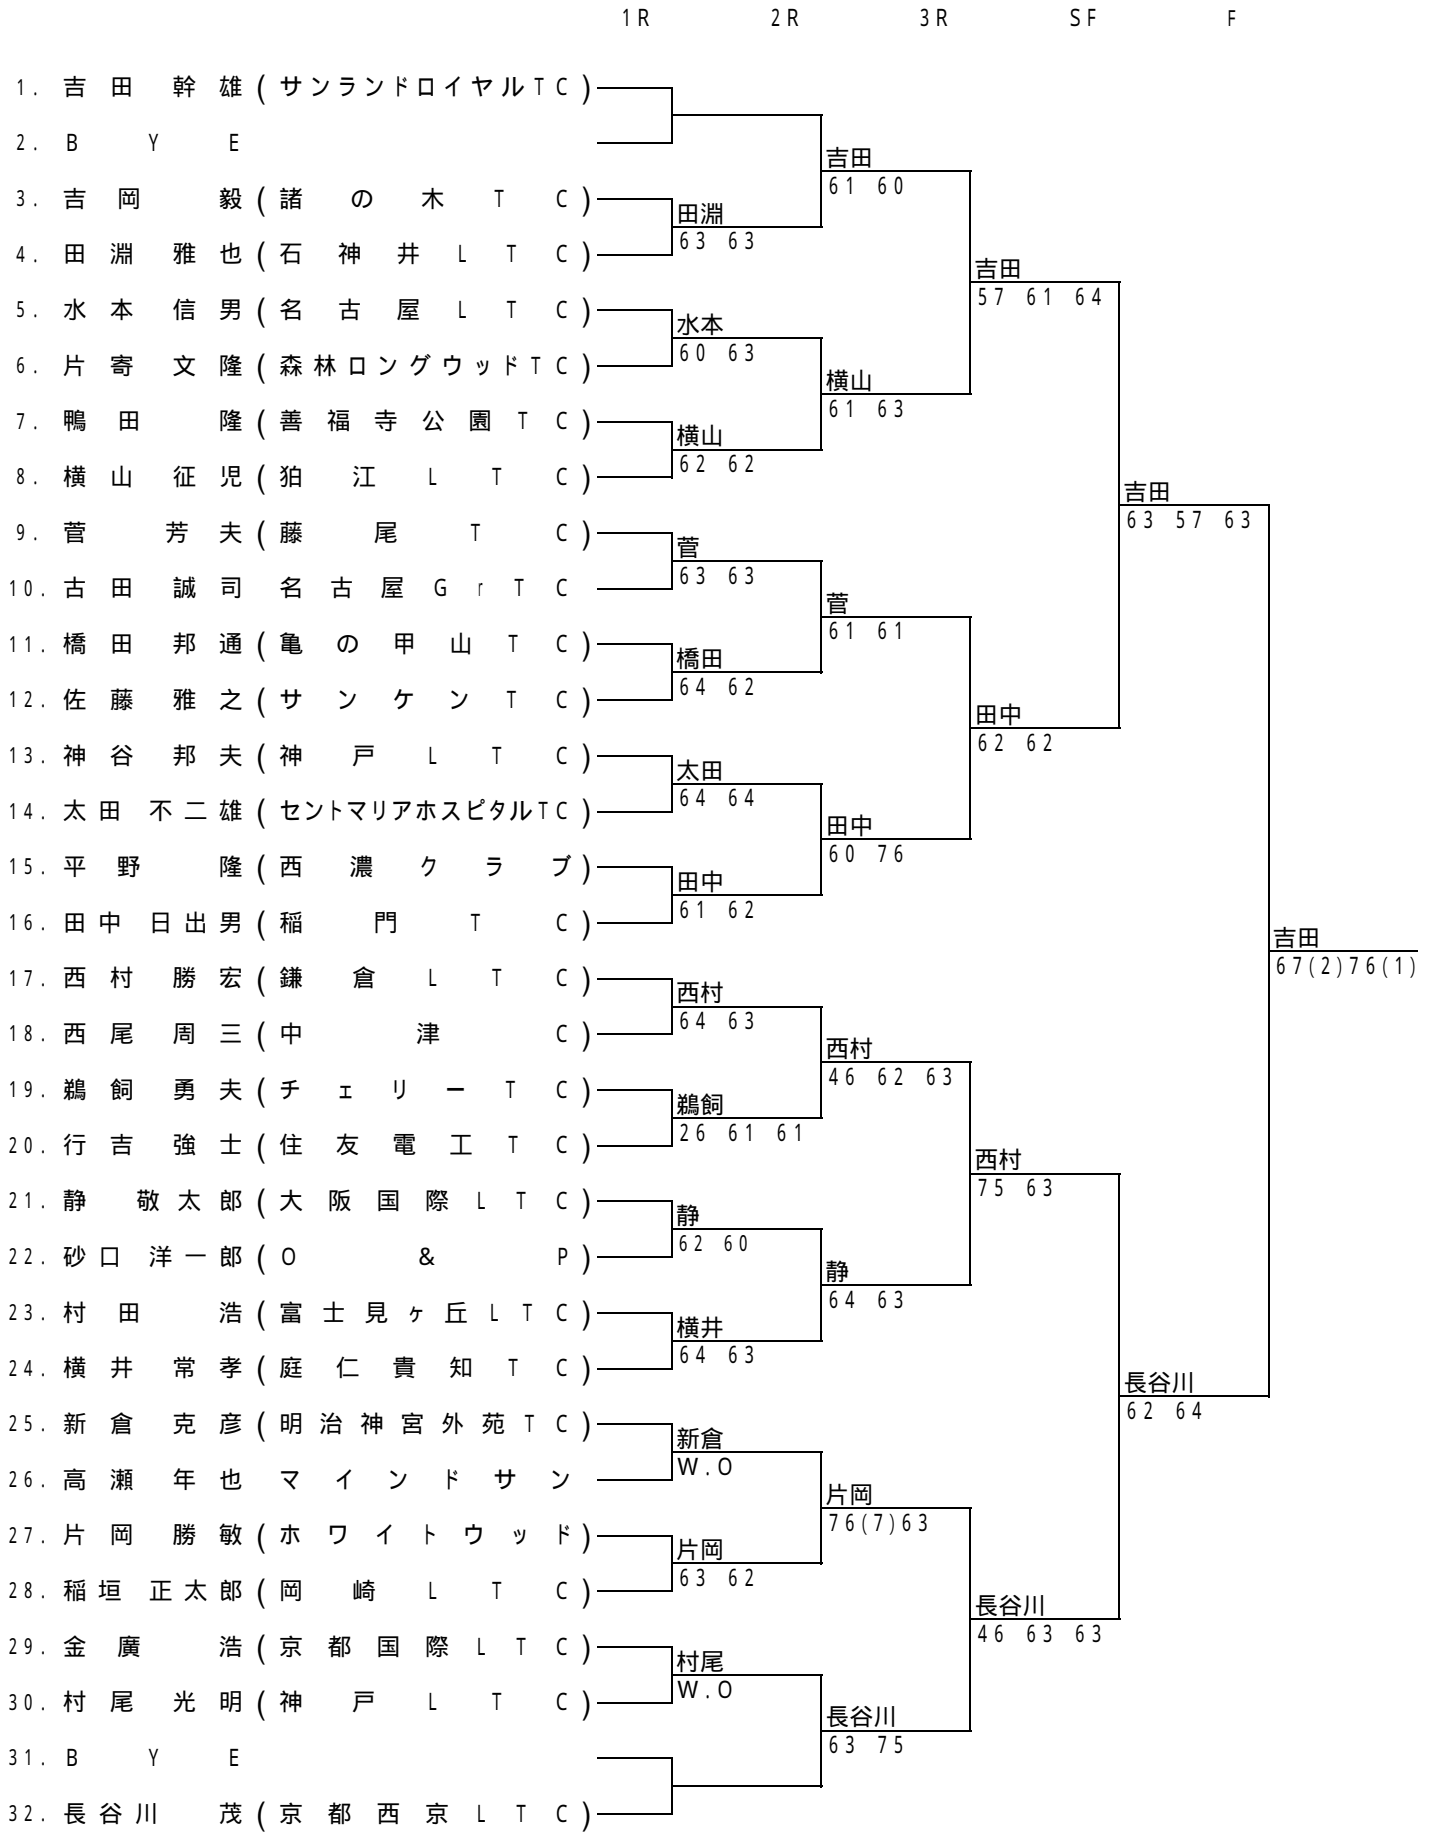 1R 2R 3R SF F
1. 吉田 幹雄 (サンランドロイヤルTC)
2. BYE
吉田
61 60
3. 吉岡 毅 (諸の木TC)
田淵
63 63
4. 田淵 雅也 (石神井LTC)
吉田
57 61 64
5. 水本 信男 (名古屋LTC)
水本
60 63
6. 片寄 文隆 (森林ロングウッドTC)
横山
61 63
7. 鴨田 隆 (善福寺公園TC)
横山
62 62
8. 横山 征児 (狛江LTC)
吉田
63 57 63
9. 菅 芳夫 (藤尾TC)
菅
63 63
10. 古田 誠司 名古屋GrTC
菅
61 61
11. 橋田 邦通 (亀の甲山TC)
橋田
64 62
12. 佐藤 雅之 (サンケンTC)
田中
62 62
13. 神谷 邦夫 (神戸LTC)
太田
64 64
14. 太田 不二雄 (セントマリアホスピタルTC)
田中
60 76
15. 平野 隆 (西濃クラブ)
田中
61 62
16. 田中 日出男 (稲門TC)
吉田
67(2)76(1)
17. 西村 勝宏 (鎌倉LTC)
西村
64 63
18. 西尾 周三 (中津C)
西村
46 62 63
19. 鵜飼 勇夫 (チェリーTC)
鵜飼
26 61 61
20. 行吉 強士 (住友電工TC)
西村
75 63
21. 静 敬太郎 (大阪国際LTC)
静
62 60
22. 砂口 洋一郎 (O&P)
静
64 63
23. 村田 浩 (富士見ヶ丘LTC)
横井
64 63
24. 横井 常孝 (庭仁貴知TC)
長谷川
62 64
25. 新倉 克彦 (明治神宮外苑TC)
新倉
W.O
26. 高瀬 年也 マインドサン
片岡
76(7)63
27. 片岡 勝敏 (ホワイトウッド)
片岡
63 62
28. 稲垣 正太郎 (岡崎LTC)
長谷川
46 63 63
29. 金廣 浩 (京都国際LTC)
村尾
W.O
30. 村尾 光明 (神戸LTC)
長谷川
63 75
31. BYE
32. 長谷川 茂 (京都西京LTC)